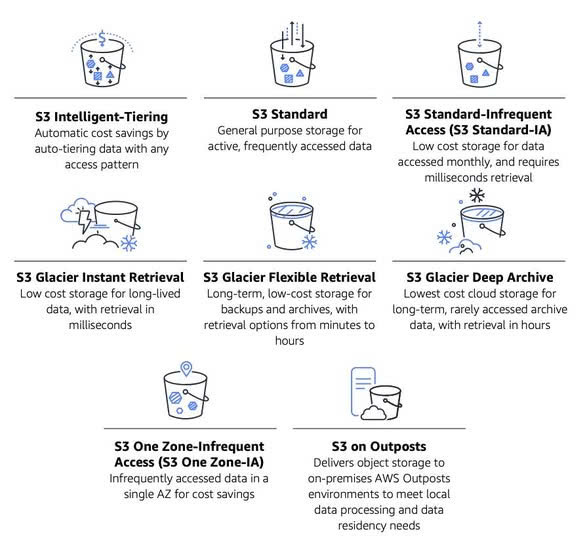 $
S3 Intelligent-Tiering
Automatic cost savings by
auto-tiering data with any
access pattern
S3 Standard
General purpose storage for
active, frequently accessed data
S3 Standard-Infrequent
Access (S3 Standard-IA)
Low cost storage for data
accessed monthly, and requires
milliseconds retrieval
S3 Glacier Instant Retrieval
Low cost storage for long-lived
data, with retrieval in
milliseconds
S3 Glacier Flexible Retrieval
Long-term, low-cost storage for
backups and archives, with
retrieval options from minutes to
hours
S3 Glacier Deep Archive
Lowest cost cloud storage for
long-term, rarely accessed archive
data, with retrieval in hours
S3 One Zone-Infrequent
Access (S3 One Zone-IA)
Infrequently accessed data in a
single AZ for cost savings
S3 on Outposts
Delivers object storage to
on-premises AWS Outposts
environments to meet local
data processing and data
residency needs